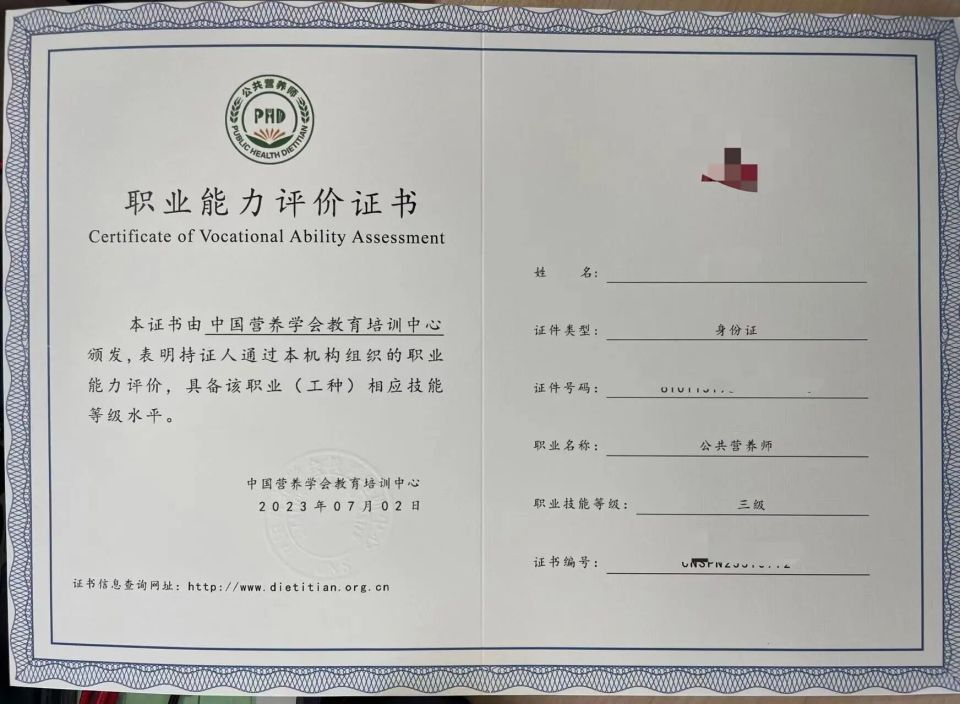 公共营养师
PHD
PUBLIC HEALTH DIETITIAN
职业能力评价证书
Certificate of Vocational Ability Assessment
本证书由中国营养学会教育培训中心
颁发，表明持证人通过本机构组织的职业
能力评价，具备该职业（工种）相应技能
等级水平。
中国营养学会教育培训中心
2023年07月02日
证书信息查询网址：http://www.dietitian.org.cn
姓 名：
证件类型： 身份证
证件号码：
职业名称： 公共营养师
职业技能等级： 三级
证书编号：